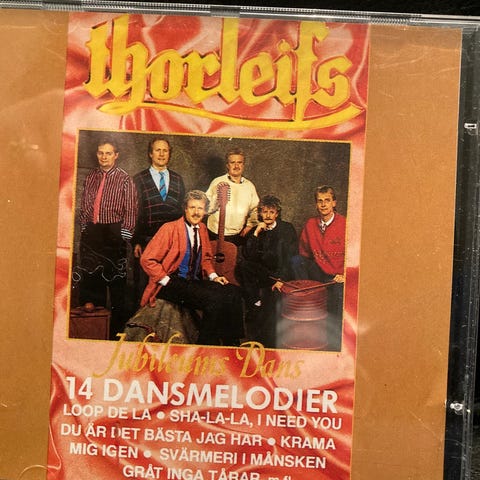 thorleifs
Jubileums Dans
14 DANSMELODIER
LOOP DE LA • SHA-LA-LA, I NEED YOU
DU ÄR DET BÄSTA JAG HAR • KRAMA
MIG IGEN • SVÄRMERI I MÅNSKEN
GRÅT INGA TÅRAR m fl